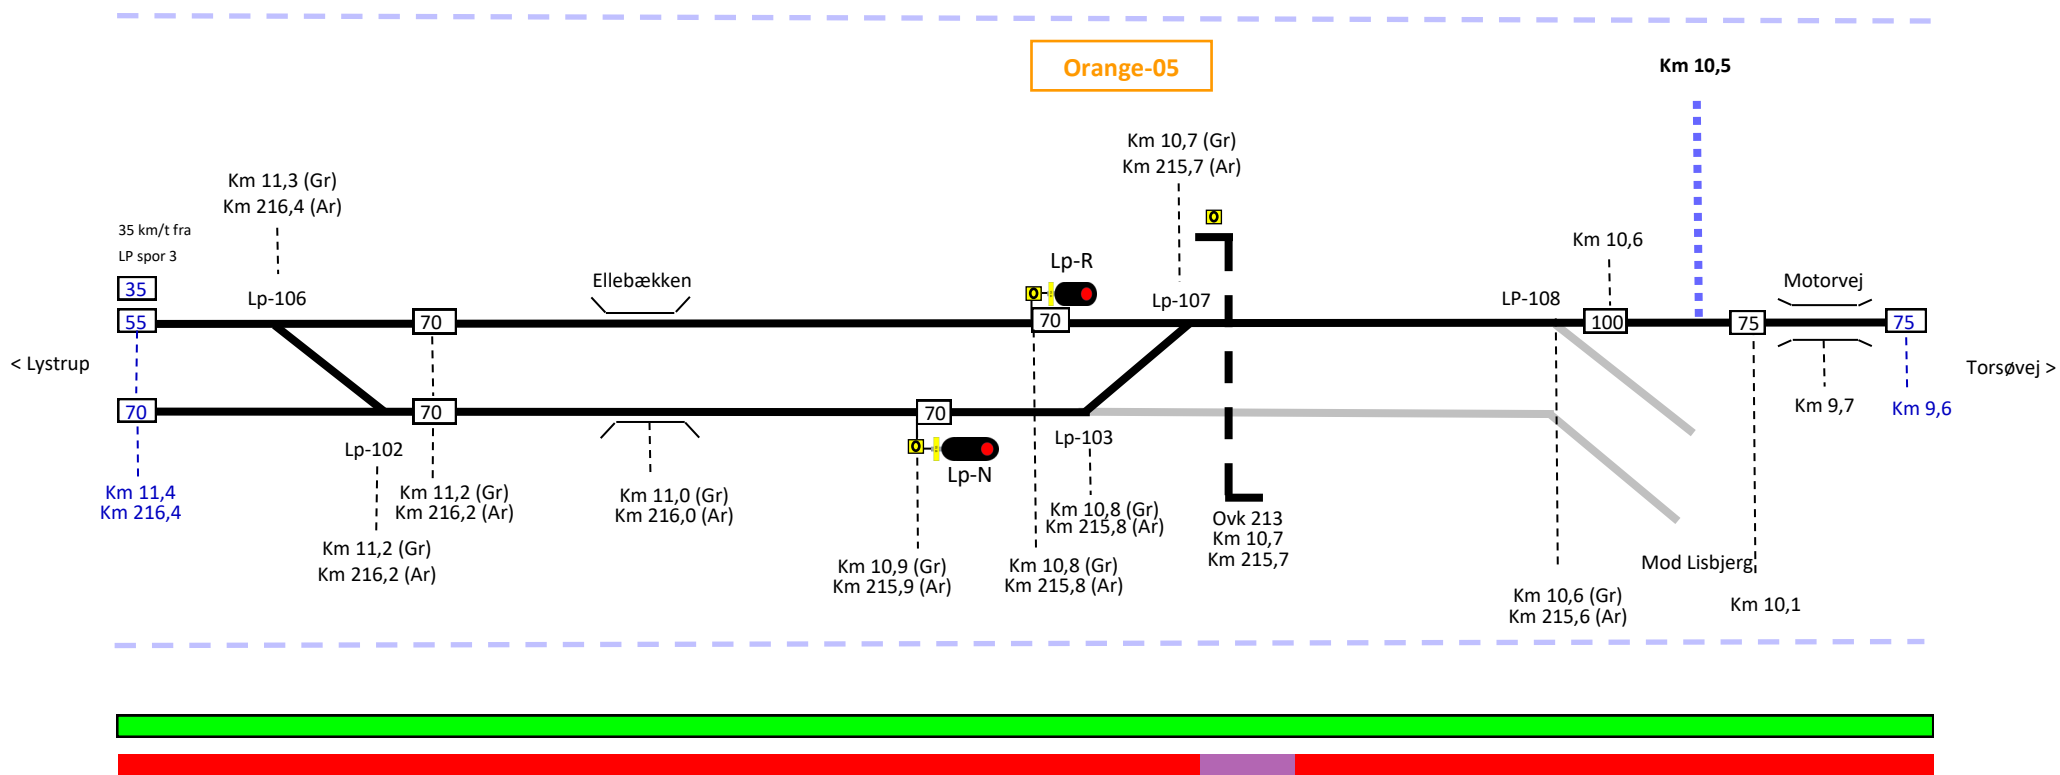 Orange-05
Km 10,5
Km 10,7 (Gr)
Km 215,7 (Ar)
Km 11,3 (Gr)
Km 216,4 (Ar)
35 km/t fra
LP spor 3
Km 10,6
Lp-R
Ellebækken
Motorvej
35
Lp-106
Lp-107
LP-108
55
70
70
100
75
75
< Lystrup
Torsøvej >
70
70
70
Km 9,7
Km 9,6
Lp-103
Lp-102
Lp-N
Km 11,4
Km 216,4
Km 11,2 (Gr)
Km 216,2 (Ar)
Km 11,0 (Gr)
Km 216,0 (Ar)
Km 10,8 (Gr)
Km 215,8 (Ar)
Ovk 213
Km 10,7
Km 215,7
Km 11,2 (Gr)
Km 216,2 (Ar)
Km 10,9 (Gr)
Km 215,9 (Ar)
Km 10,8 (Gr)
Km 215,8 (Ar)
Mod Lisbjerg
Km 10,6 (Gr)
Km 215,6 (Ar)
Km 10,1